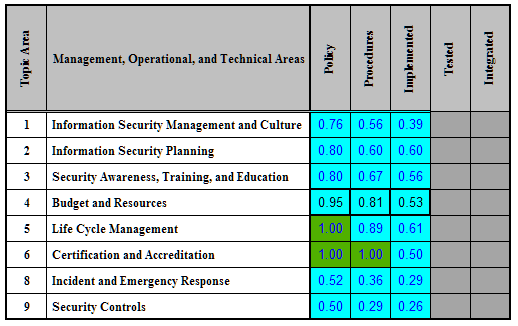 Topic Area Management, Operational, and Technical Areas Policy Procedures Implemented Tested Integrated
1 Information Security Management and Culture 0.76 0.56 0.39
2 Information Security Planning 0.80 0.60 0.60
3 Security Awareness, Training, and Education 0.80 0.67 0.56
4 Budget and Resources 0.95 0.81 0.53
5 Life Cycle Management 1.00 0.89 0.61
6 Certification and Accreditation 1.00 1.00 0.50
8 Incident and Emergency Response 0.52 0.36 0.29
9 Security Controls 0.50 0.29 0.26